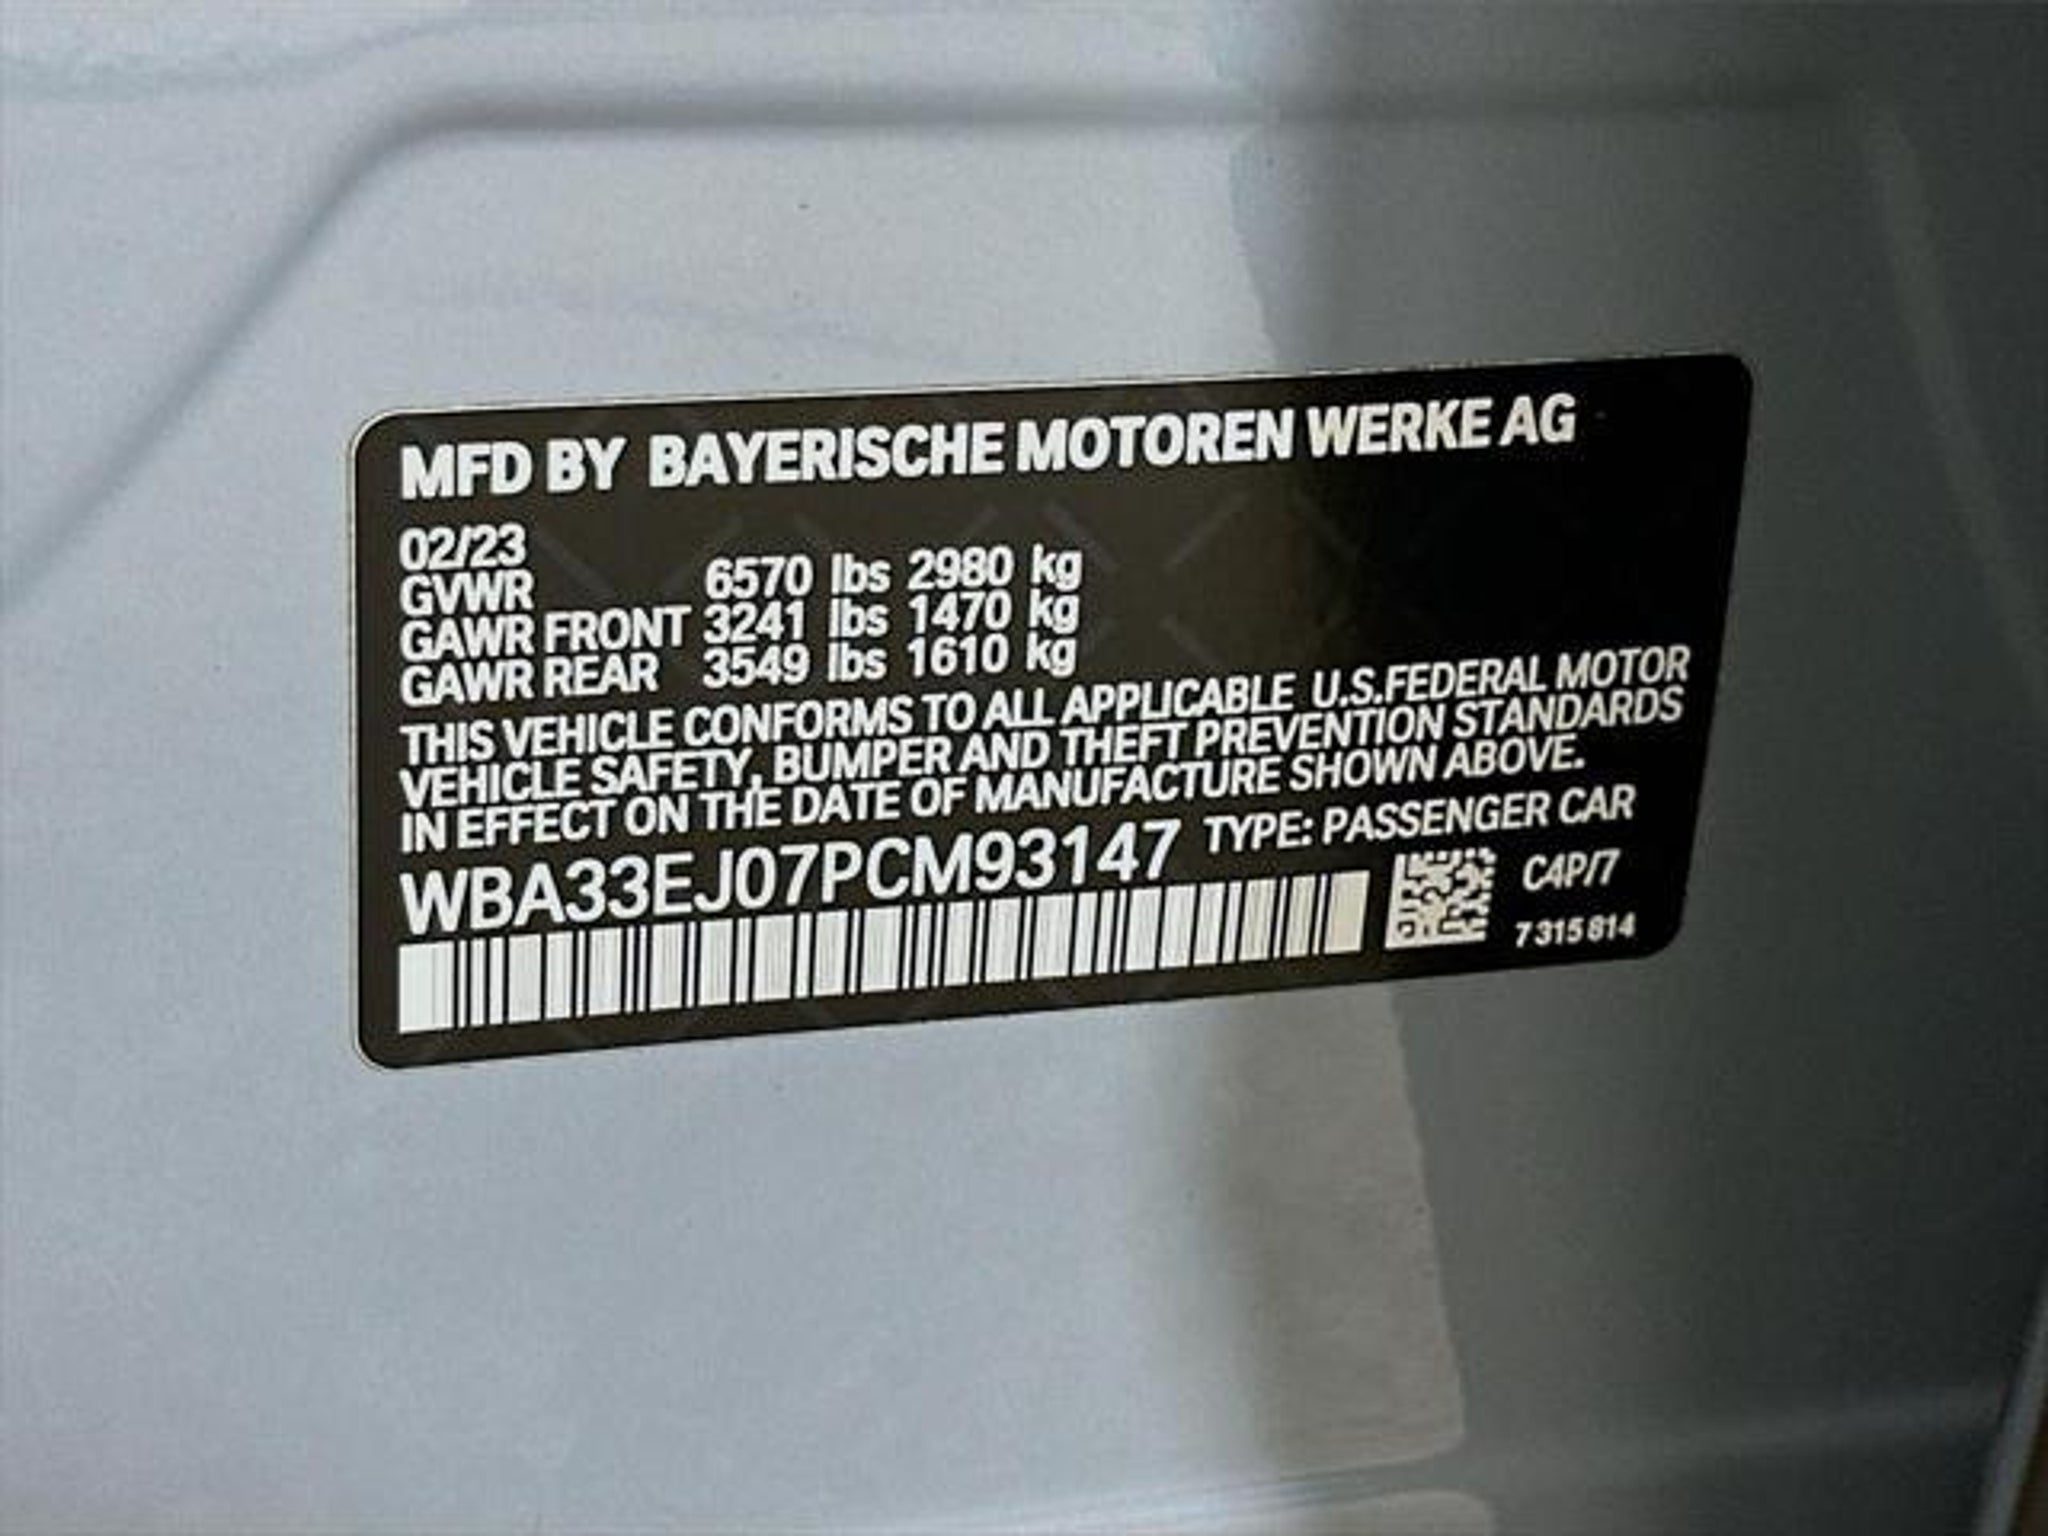 MFD BY BAYERISCHE MOTOREN WERKE AG
02/23
GVWR 6570 lbs 2980 kg
GAWR FRONT 3241 lbs 1470 kg
GAWR REAR 3549 lbs 1610 kg
THIS VEHICLE CONFORMS TO ALL APPLICABLE U.S.FEDERAL MOTOR
VEHICLE SAFETY, BUMPER AND THEFT PREVENTION STANDARDS
IN EFFECT ON THE DATE OF MANUFACTURE SHOWN ABOVE.
WBA33EJ07PCM93147 TYPE: PASSENGER CAR
C4P/7
7 315 814